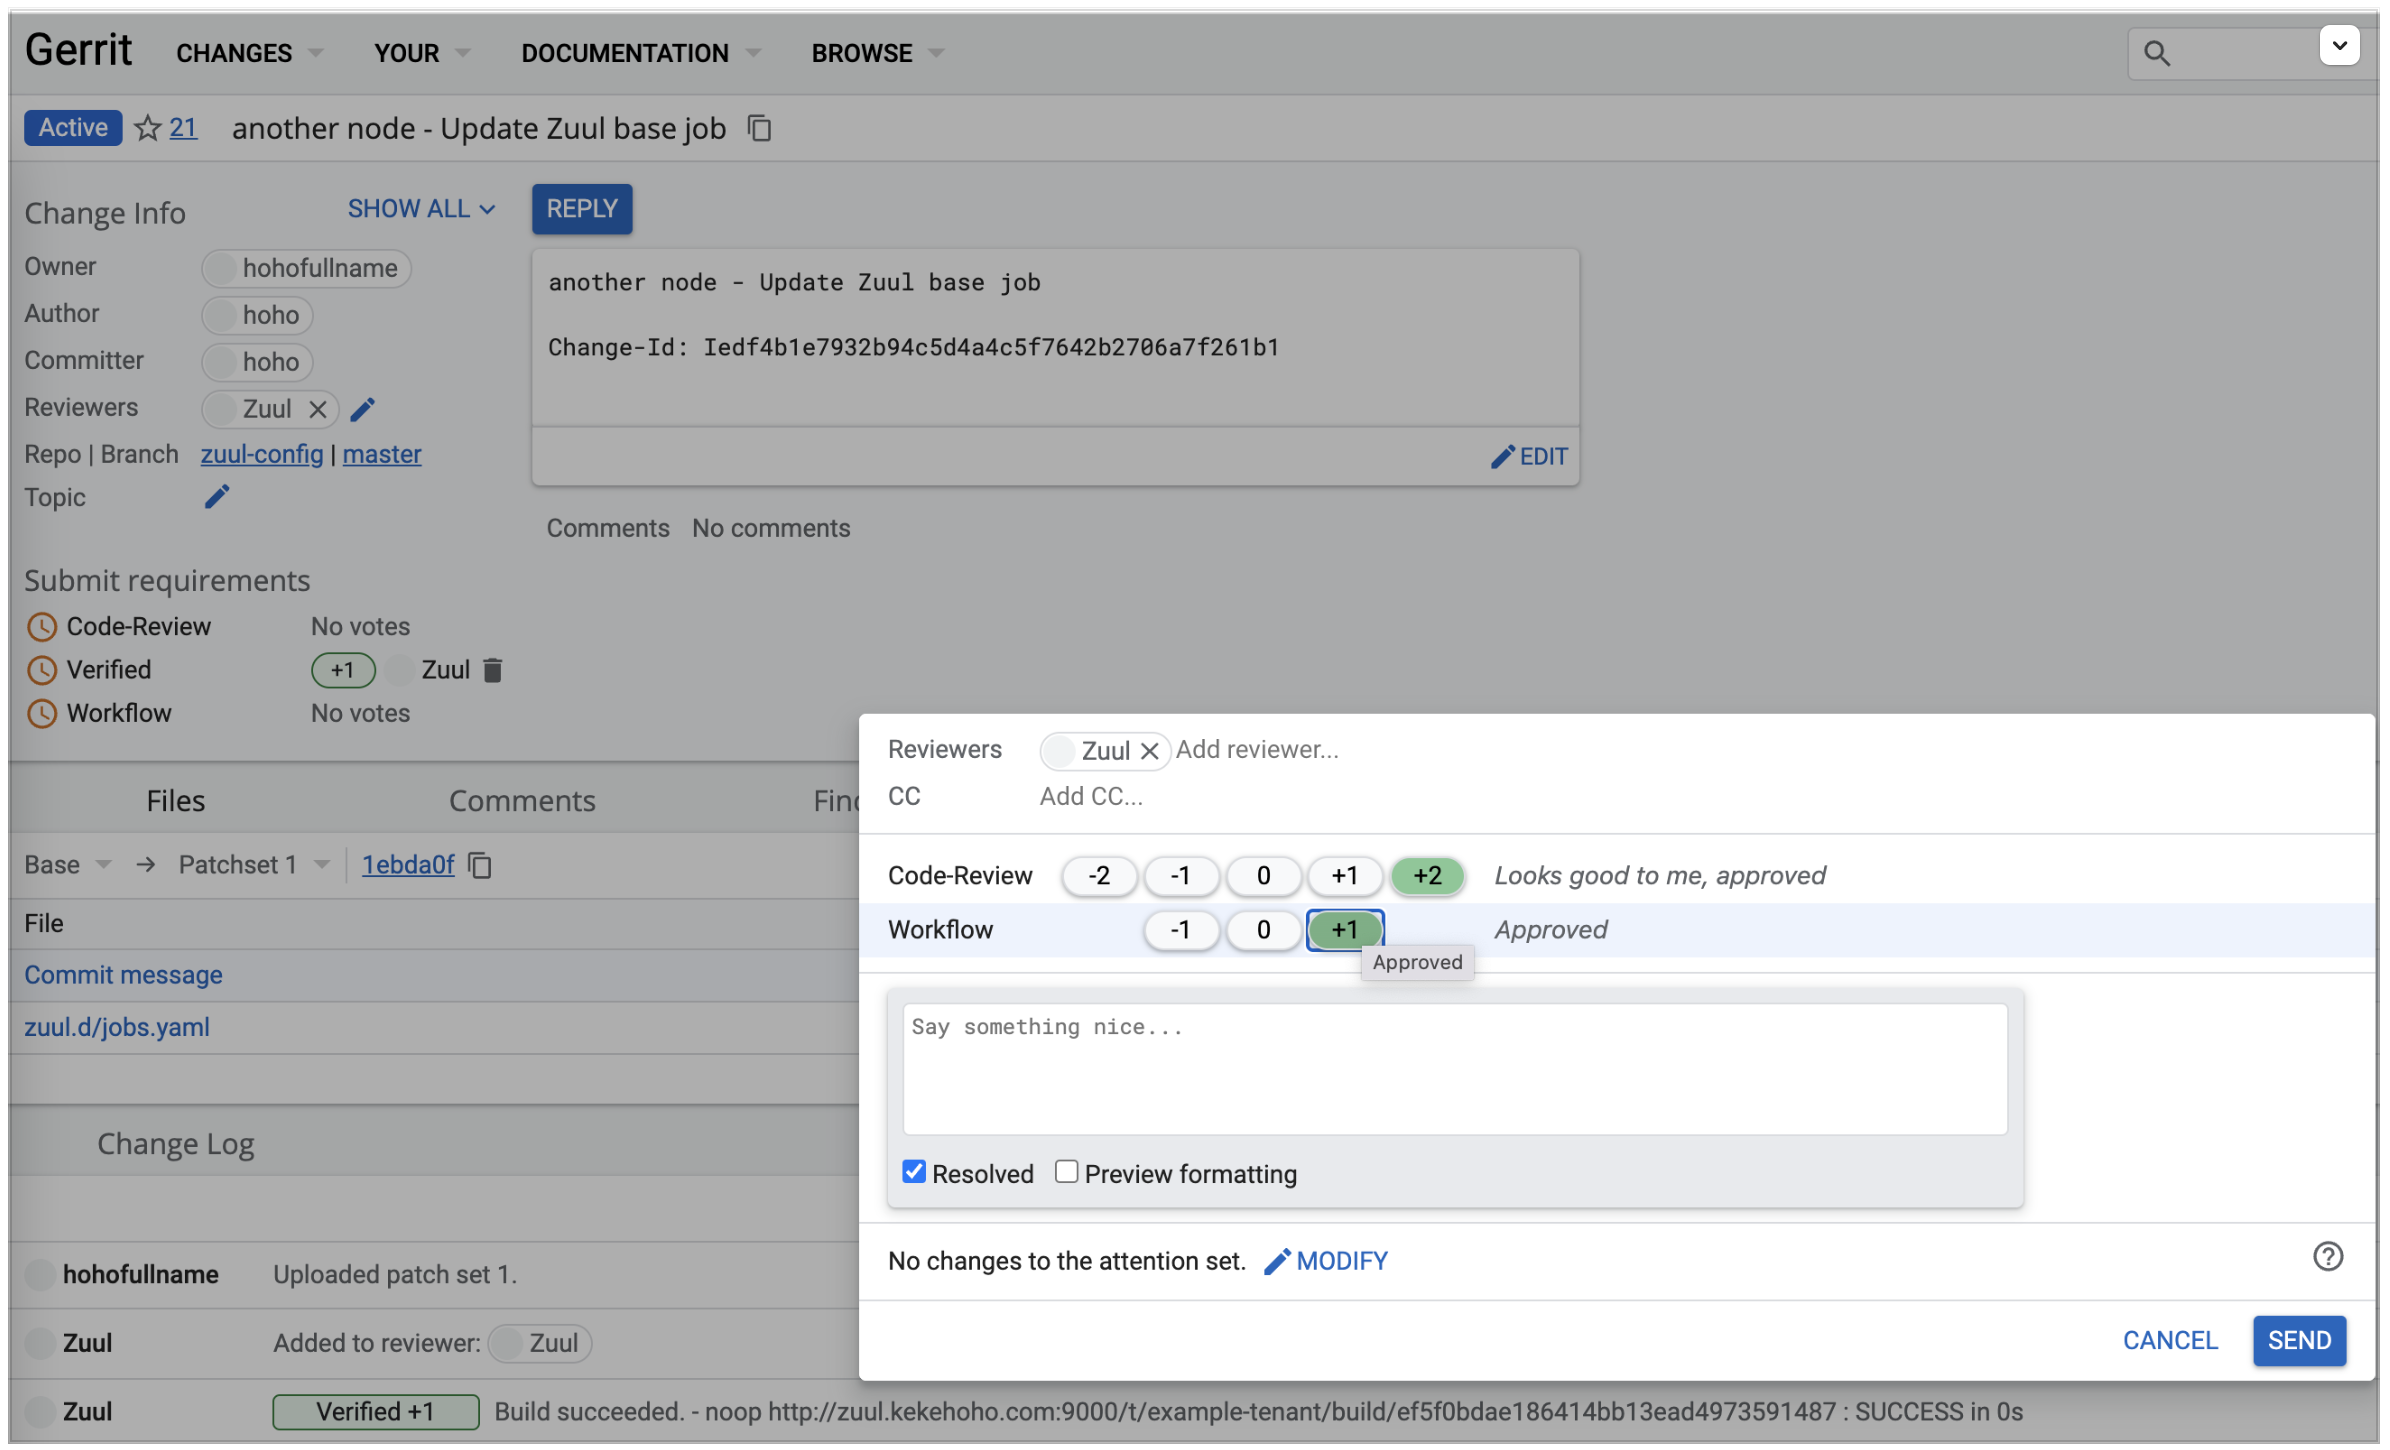 Gerrit CHANGES YOUR DOCUMENTATION BROWSE
Active 21 another node - Update Zuul base job
Change Info SHOW ALL REPLY
Owner hohofullname
Author hoho
Committer hoho
Reviewers Zuul
Repo | Branch zuul-config | master
Topic
another node - Update Zuul base job
Change-Id: Iedf4b1e7932b94c5d4a4c5f7642b2706a7f261b1
EDIT
Comments No comments
Submit requirements
Code-Review No votes
Verified +1 Zuul
Workflow No votes
Files Comments Find
Base → Patchset 1 1ebda0f
File
Commit message
zuul.d/jobs.yaml
Reviewers Zuul Add reviewer...
CC Add CC...
Code-Review -2 -1 0 +1 +2 Looks good to me, approved
Workflow -1 0 +1 Approved
Approved
Say something nice...
Resolved Preview formatting
No changes to the attention set. MODIFY
CANCEL SEND
Change Log
hohofullname Uploaded patch set 1.
Zuul Added to reviewer: Zuul
Zuul Verified +1 Build succeeded. - noop http://zuul.kekehoho.com:9000/t/example-tenant/build/ef5f0bdae186414bb13ead4973591487 : SUCCESS in 0s